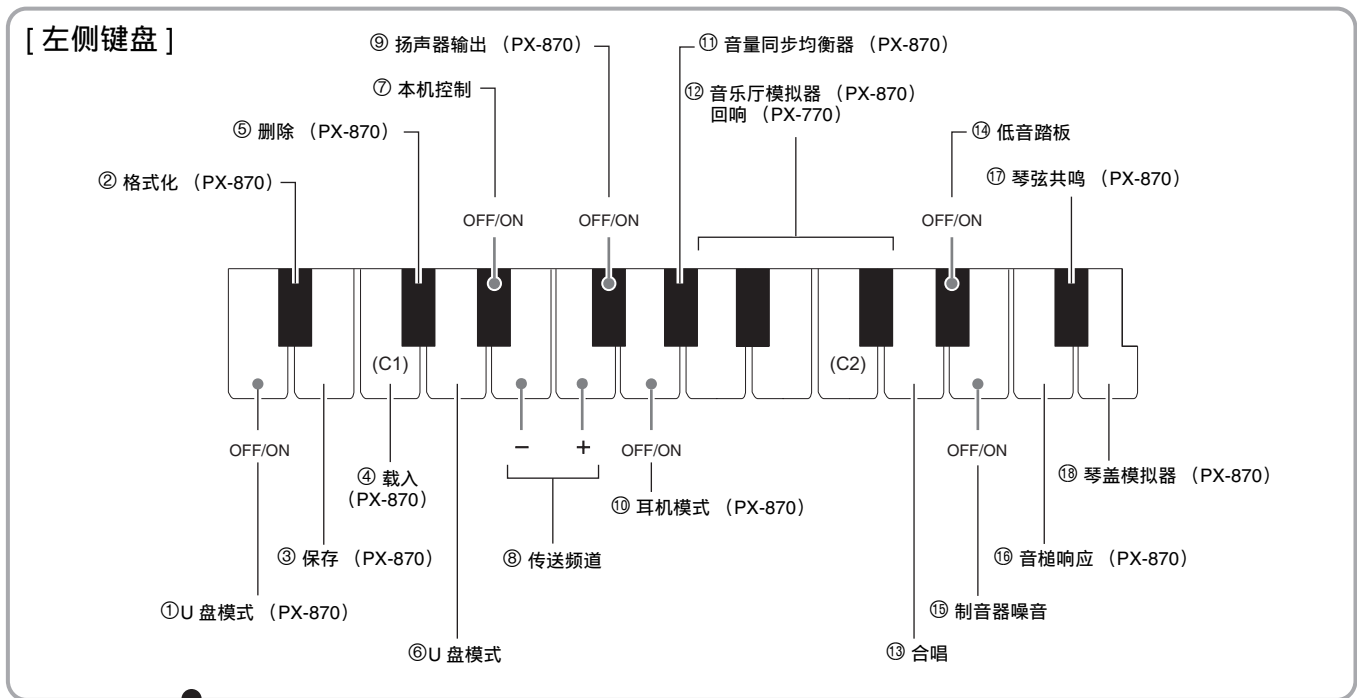 [ 左侧键盘 ]
⑨ 扬声器输出 （PX-870）
⑪ 音量同步均衡器 （PX-870）
⑦ 本机控制
⑫ 音乐厅模拟器 （PX-870）
回响 （PX-770）
⑤ 删除 （PX-870）
⑭ 低音踏板
② 格式化 （PX-870）
⑰ 琴弦共鸣 （PX-870）
OFF/ON
OFF/ON
OFF/ON
(C1)
(C2)
OFF/ON
−
+
OFF/ON
OFF/ON
④ 载入
（PX-870）
⑱ 琴盖模拟器 （PX-870）
⑩ 耳机模式 （PX-870）
③ 保存 （PX-870）
⑧ 传送频道
⑯ 音槌响应 （PX-870）
①U 盘模式 （PX-870）
⑮ 制音器噪音
⑥U 盘模式
⑬ 合唱